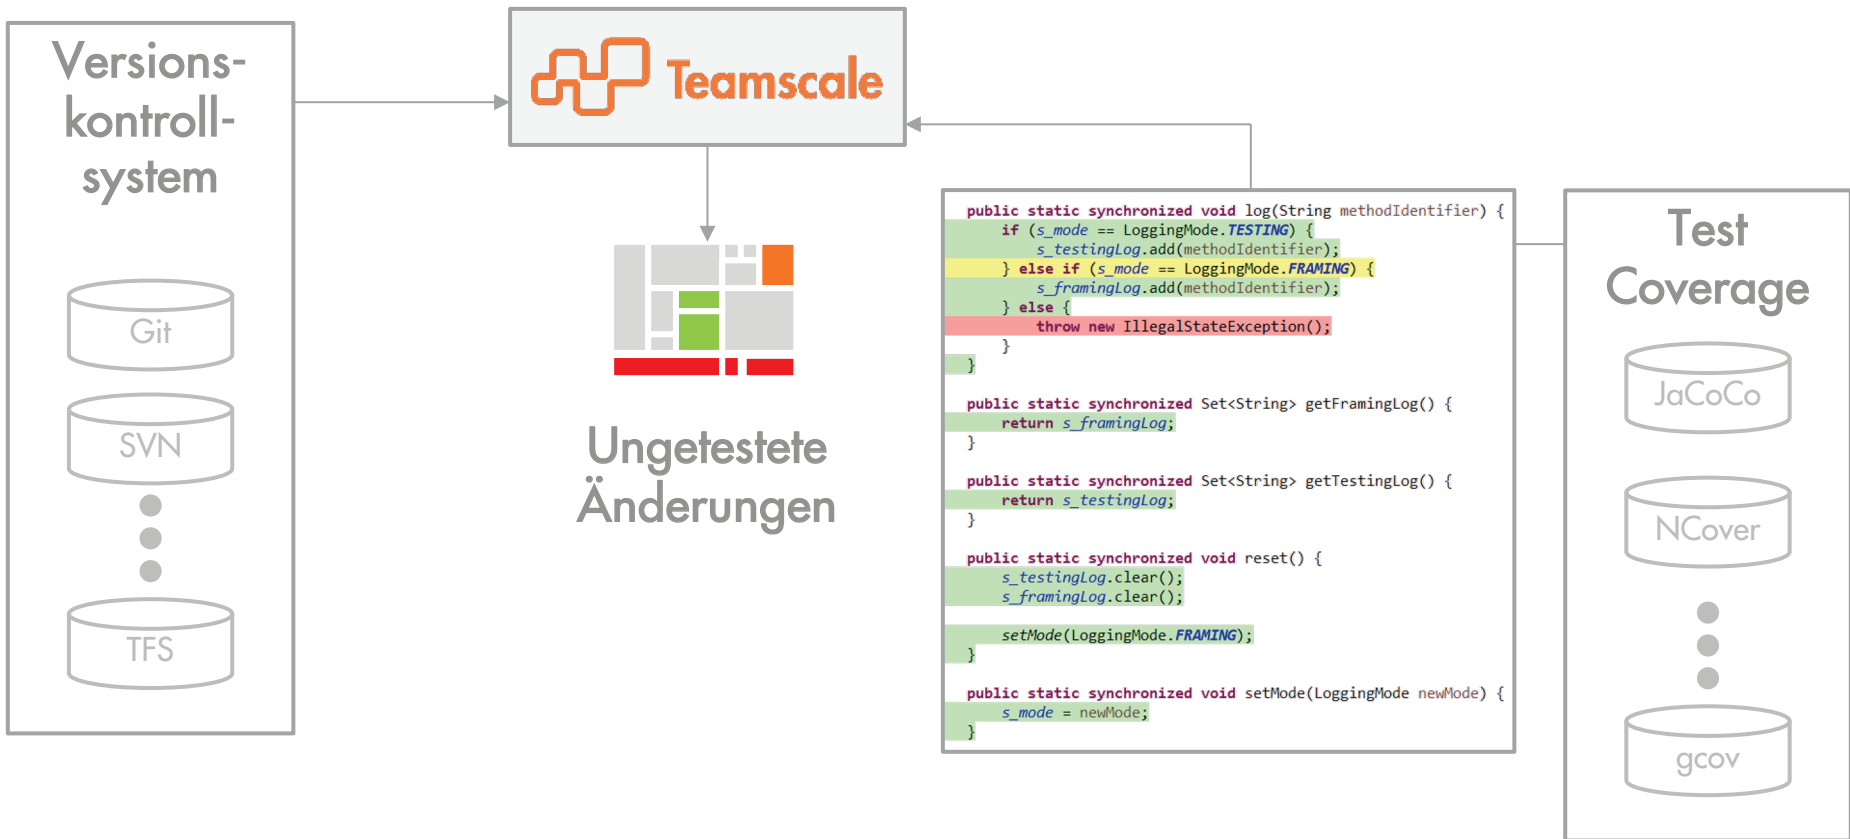 Versions-
kontroll-
system
Git
SVN
TFS
Teamscale
Ungetestete
Änderungen
public static synchronized void log(String methodIdentifier) {
if (s_mode == LoggingMode.TESTING) {
s_testingLog.add(methodIdentifier);
} else if (s_mode == LoggingMode.FRAMING) {
s_framingLog.add(methodIdentifier);
} else {
throw new IllegalStateException();
}
}
public static synchronized Set<String> getFramingLog() {
return s_framingLog;
}
public static synchronized Set<String> getTestingLog() {
return s_testingLog;
}
public static synchronized void reset() {
s_testingLog.clear();
s_framingLog.clear();
setMode(LoggingMode.FRAMING);
}
public static synchronized void setMode(LoggingMode newMode) {
s_mode = newMode;
}
Test
Coverage
JaCoCo
NCover
gcov